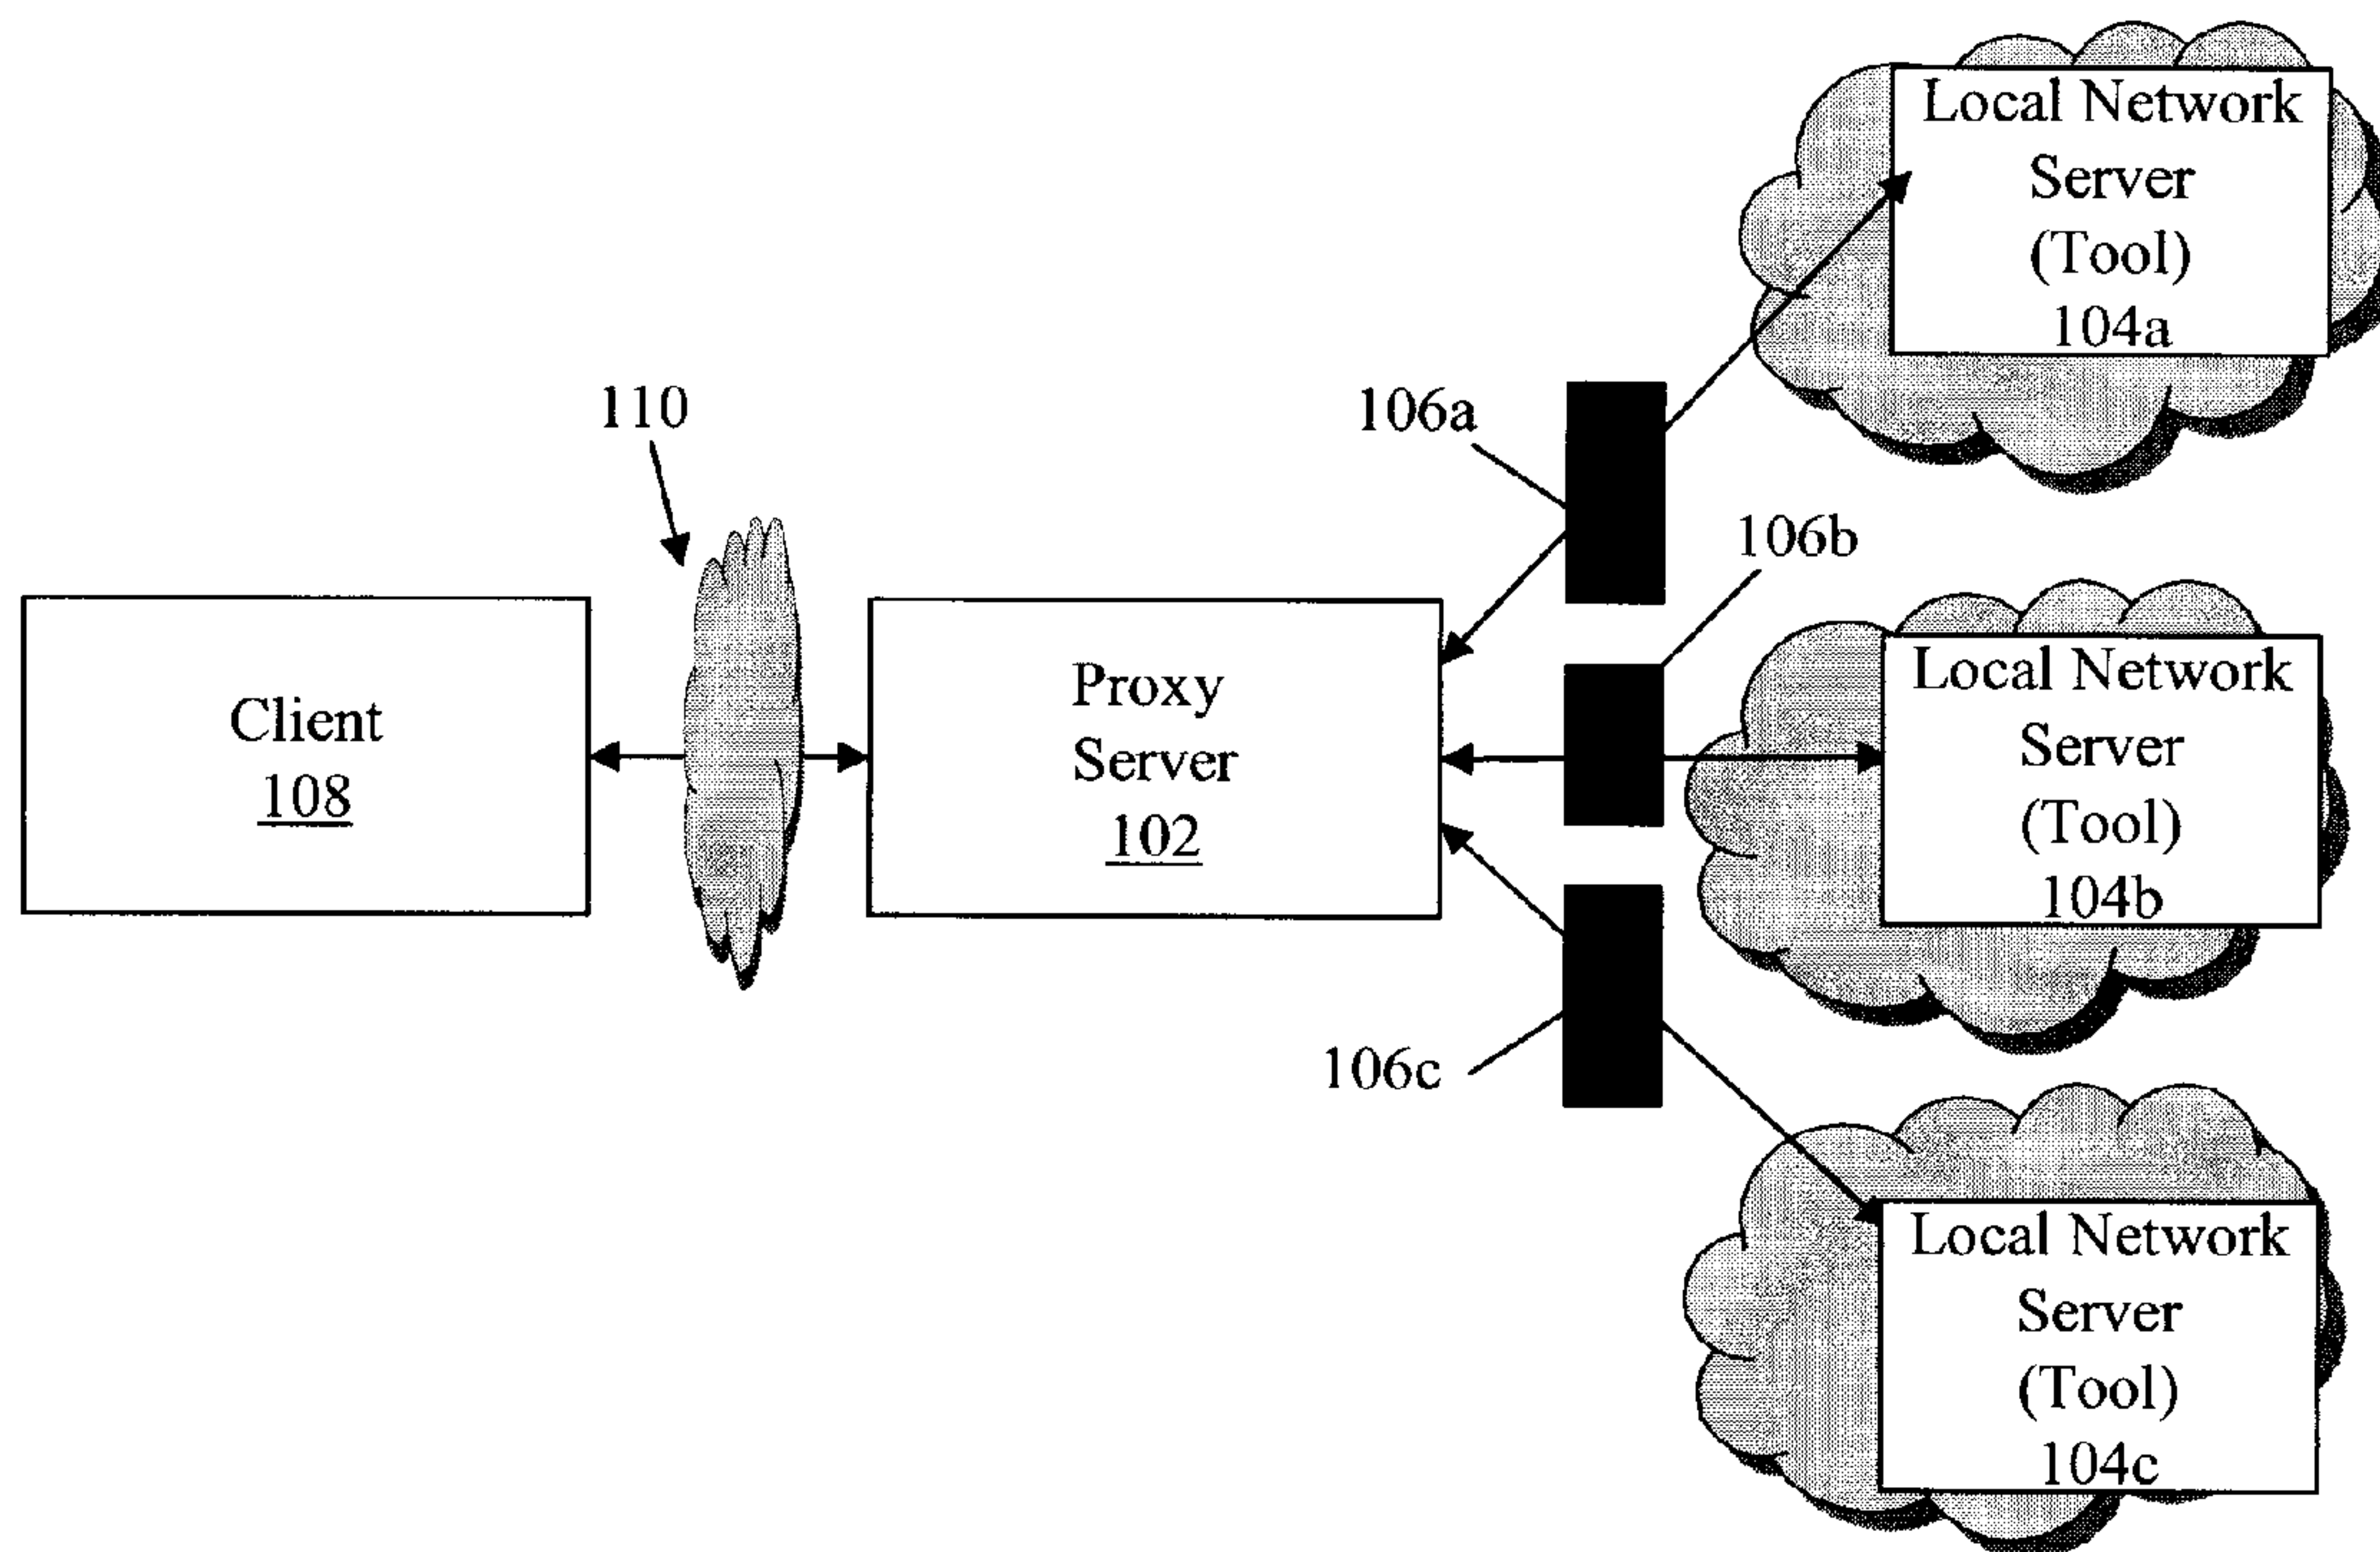 Local Network
Server
(Tool)
104a
110
106a
106b
Client
108
Proxy
Server
102
Local Network
Server
(Tool)
104b
106c
Local Network
Server
(Tool)
104c